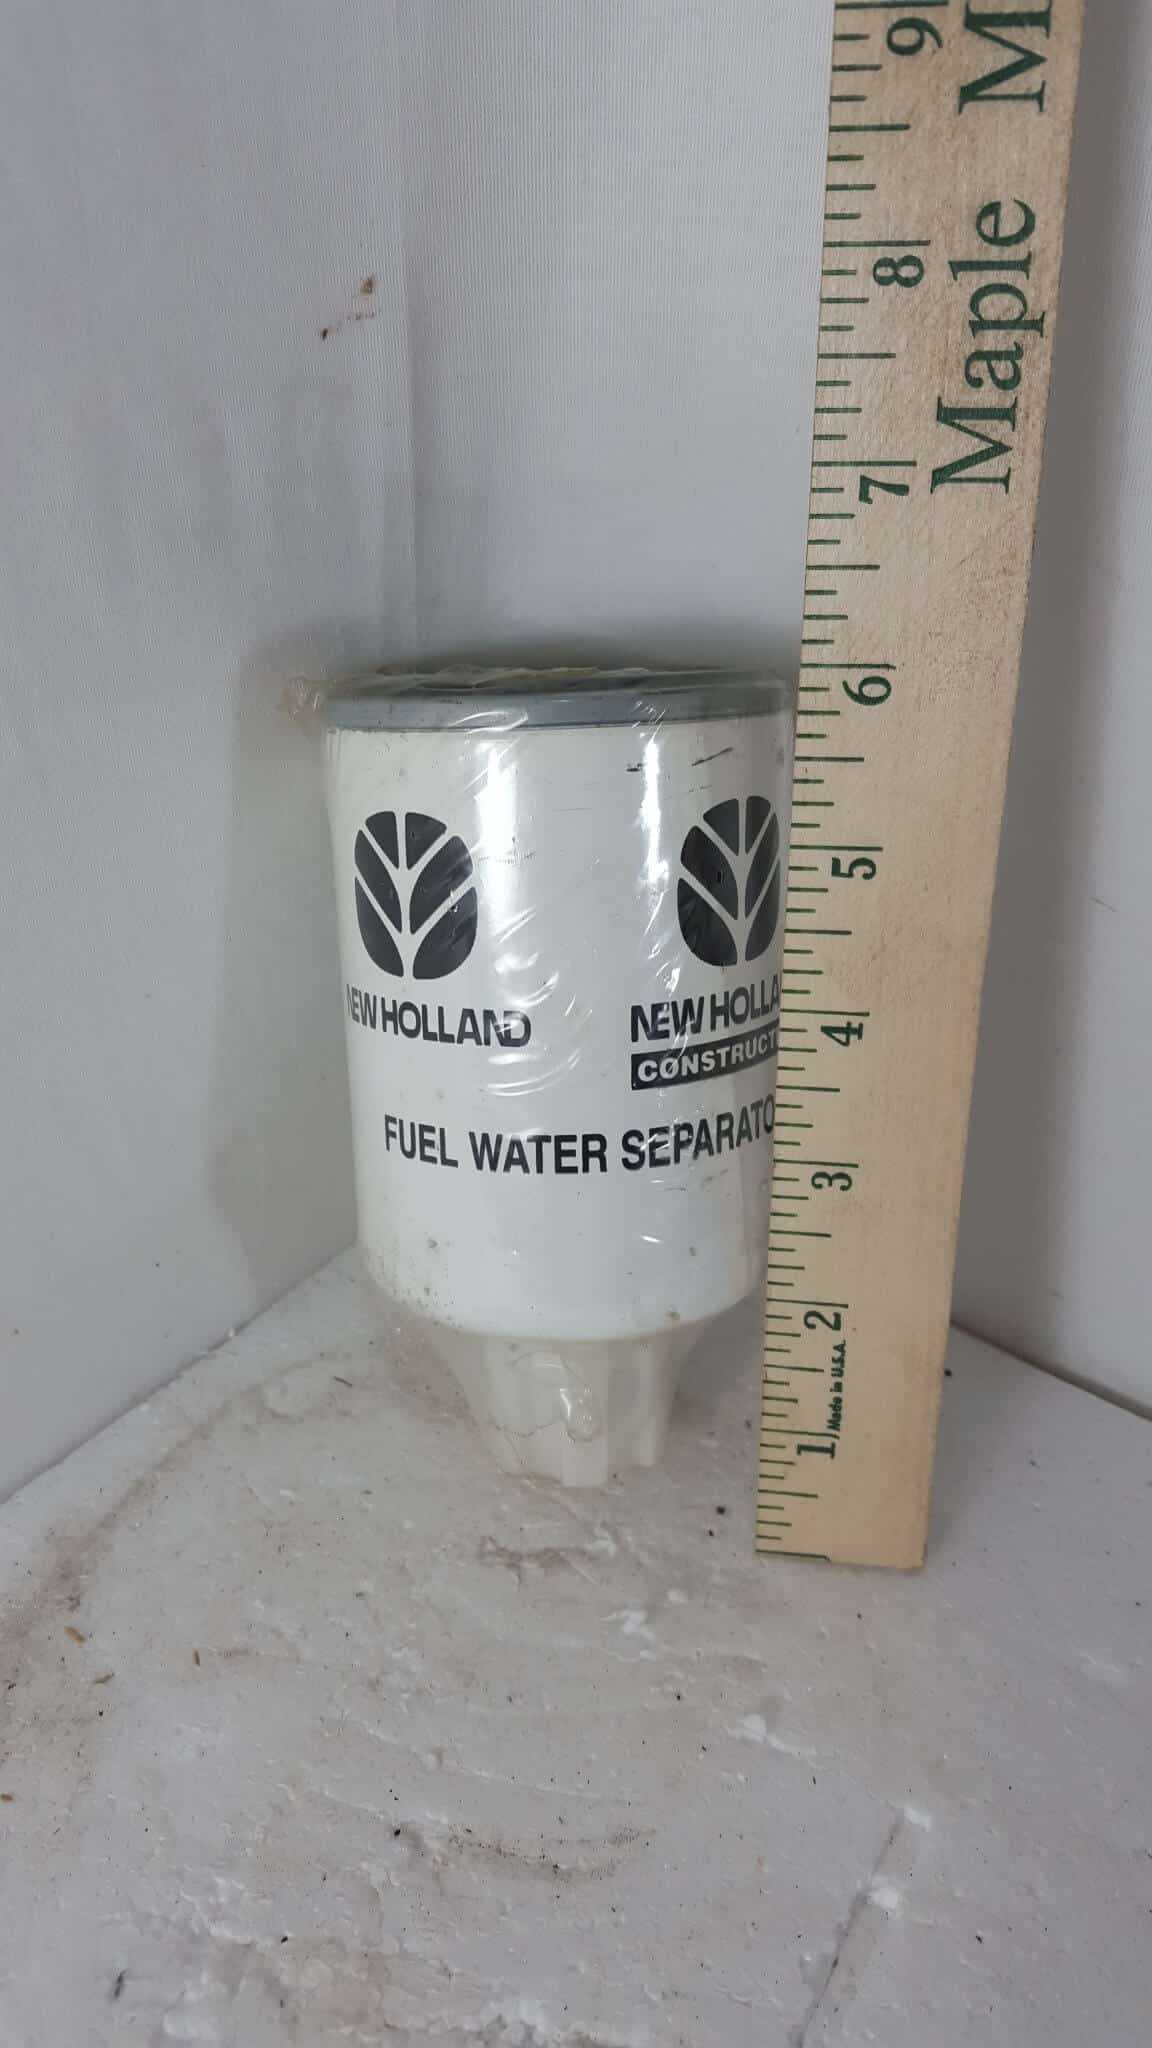 NEW HOLLAND
NEW HOLLA
CONSTRUCT
FUEL WATER SEPARATO
9
8
7
6
5
4
3
2
1
Made in U.S.A.
Maple M